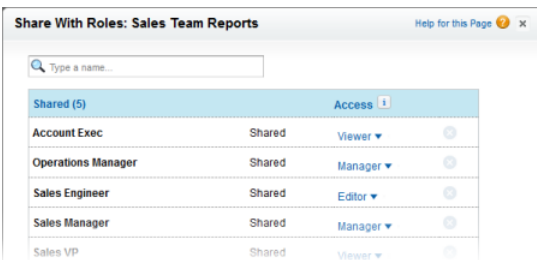 Share With Roles: Sales Team Reports Help for this Page ? x
Type a name...
Shared (5) Access i
Account Exec Shared Viewer ▼
Operations Manager Shared Manager ▼
Sales Engineer Shared Editor ▼
Sales Manager Shared Manager ▼
Sales VP Shared Viewer ▼